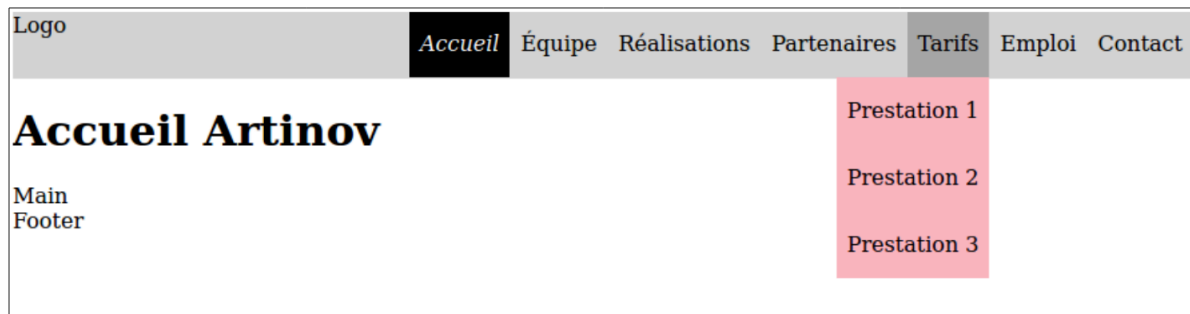 Logo
Accueil Équipe Réalisations Partenaires Tarifs Emploi Contact
Prestation 1
Accueil Artinov
Prestation 2
Main
Footer
Prestation 3